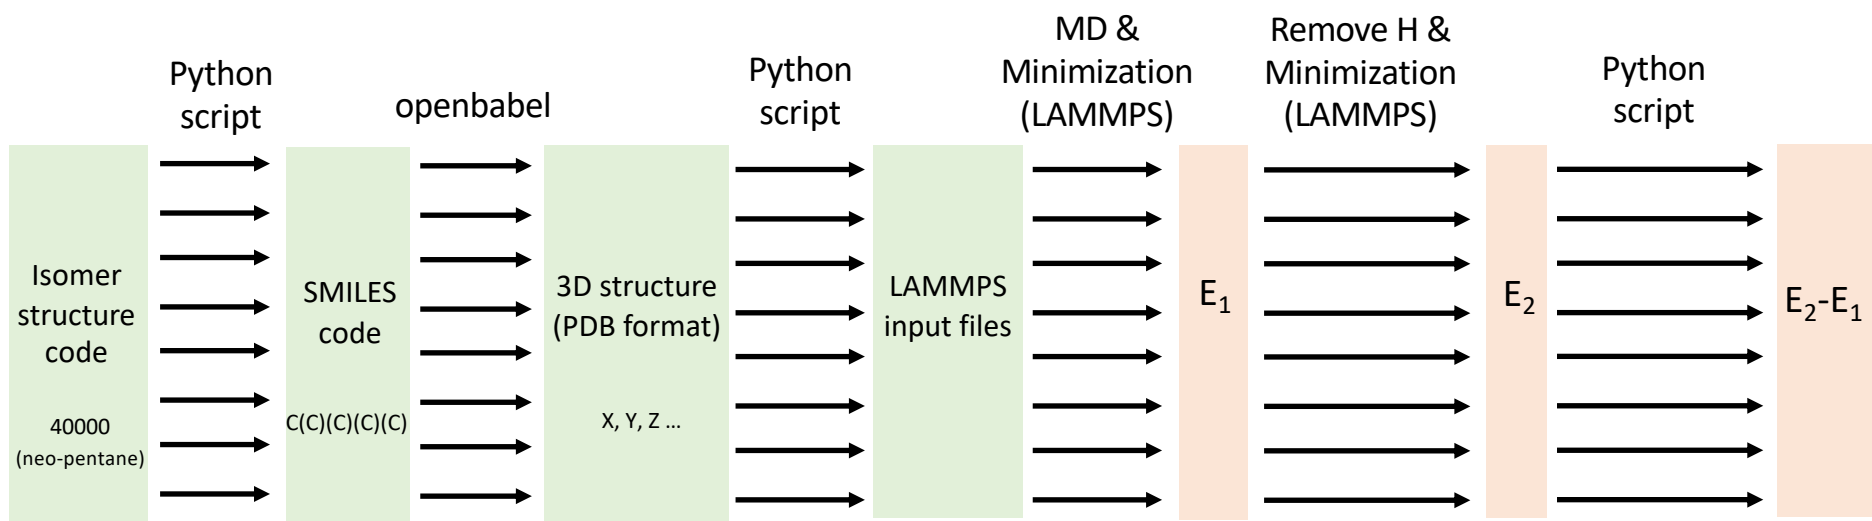 Python
script
openbabel
Python
script
MD &
Minimization
(LAMMPS)
Remove H &
Minimization
(LAMMPS)
Python
script
Isomer
structure
code
40000
(neo-pentane)
SMILES
code
C(C)(C)(C)(C)
3D structure
(PDB format)
X, Y, Z ...
LAMMPS
input files
E₁
E₂
E₂-E₁